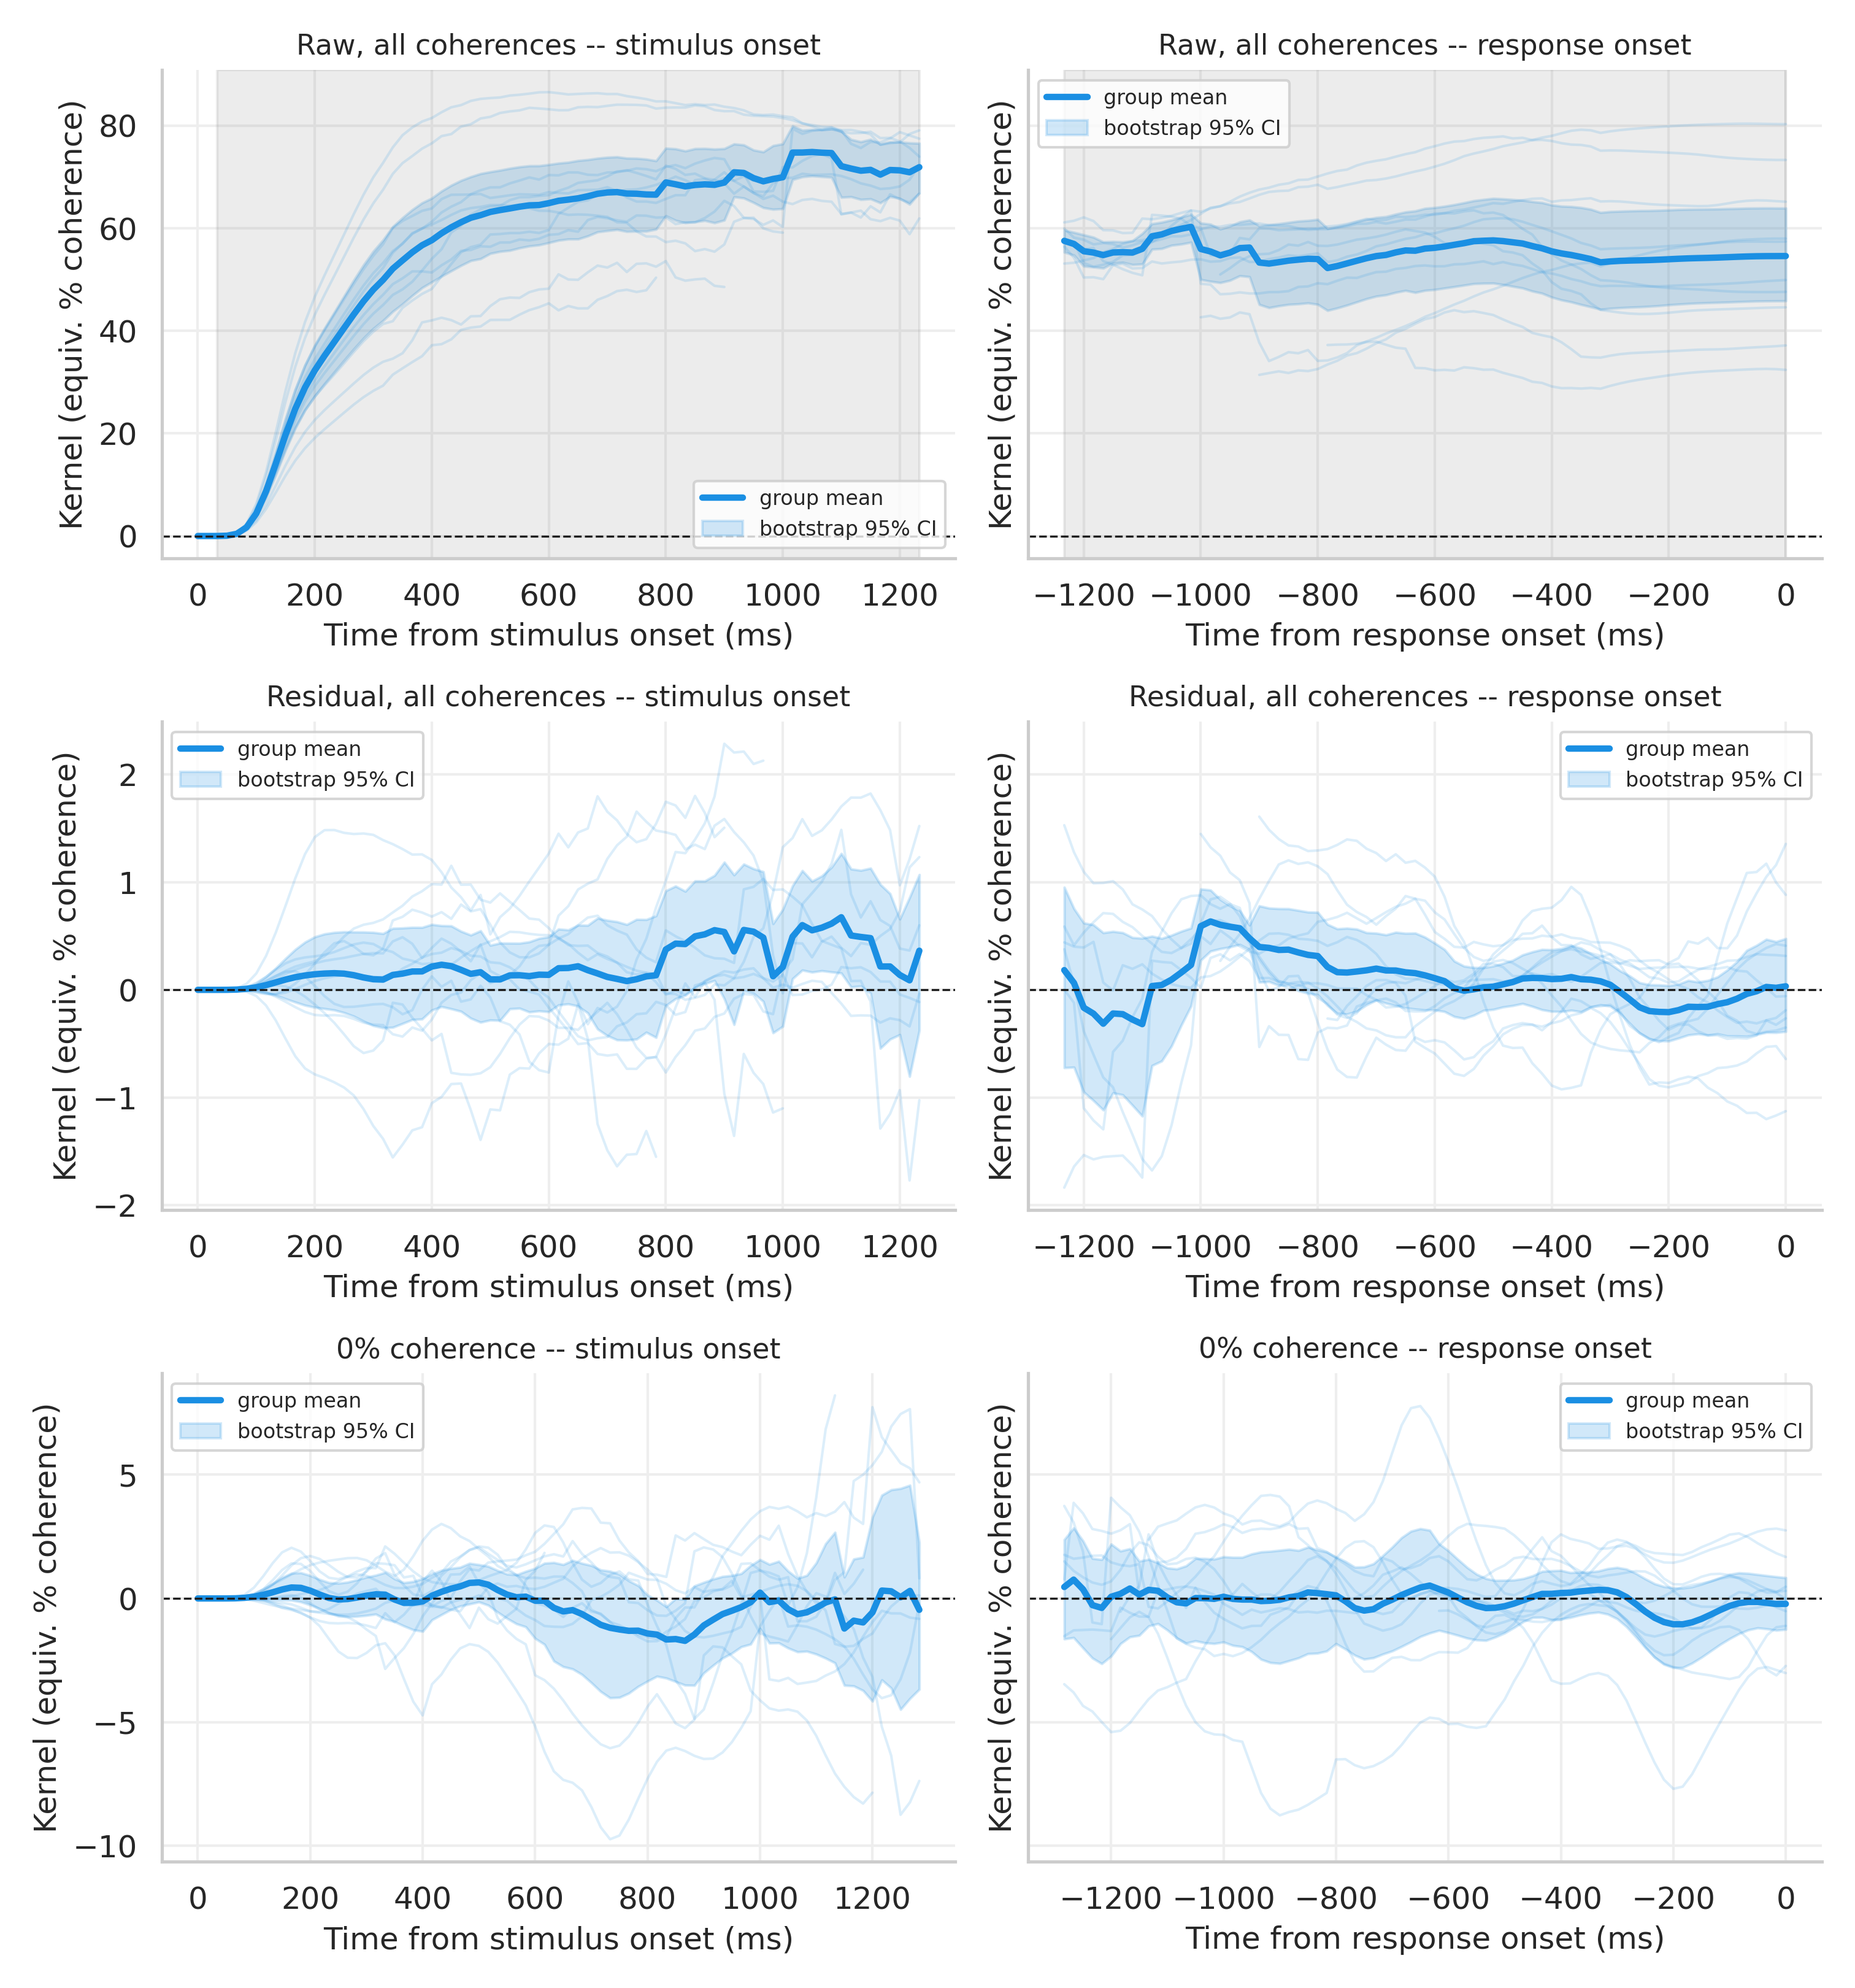 Raw, all coherences -- stimulus onset
Kernel (equiv. % coherence)
80
60
40
20
0
group mean
bootstrap 95% CI
0 200 400 600 800 1000 1200
Time from stimulus onset (ms)
Raw, all coherences -- response onset
Kernel (equiv. % coherence)
group mean
bootstrap 95% CI
−1200 −1000 −800 −600 −400 −200 0
Time from response onset (ms)
Residual, all coherences -- stimulus onset
Kernel (equiv. % coherence)
2
1
0
−1
−2
group mean
bootstrap 95% CI
0 200 400 600 800 1000 1200
Time from stimulus onset (ms)
Residual, all coherences -- response onset
Kernel (equiv. % coherence)
group mean
bootstrap 95% CI
−1200 −1000 −800 −600 −400 −200 0
Time from response onset (ms)
0% coherence -- stimulus onset
Kernel (equiv. % coherence)
5
0
−5
−10
group mean
bootstrap 95% CI
0 200 400 600 800 1000 1200
Time from stimulus onset (ms)
0% coherence -- response onset
Kernel (equiv. % coherence)
group mean
bootstrap 95% CI
−1200 −1000 −800 −600 −400 −200 0
Time from response onset (ms)